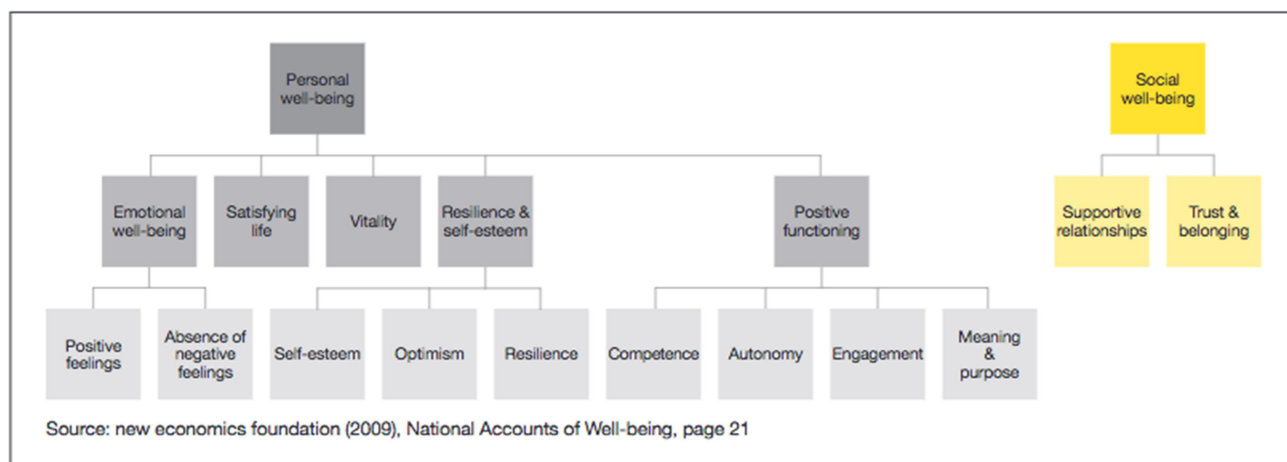 Personal
well-being
Social
well-being
Emotional
well-being
Satisfying
life
Vitality
Resilience &
self-esteem
Positive
functioning
Supportive
relationships
Trust &
belonging
Positive
feelings
Absence of
negative
feelings
Self-esteem
Optimism
Resilience
Competence
Autonomy
Engagement
Meaning
&
purpose
Source: new economics foundation (2009), National Accounts of Well-being, page 21